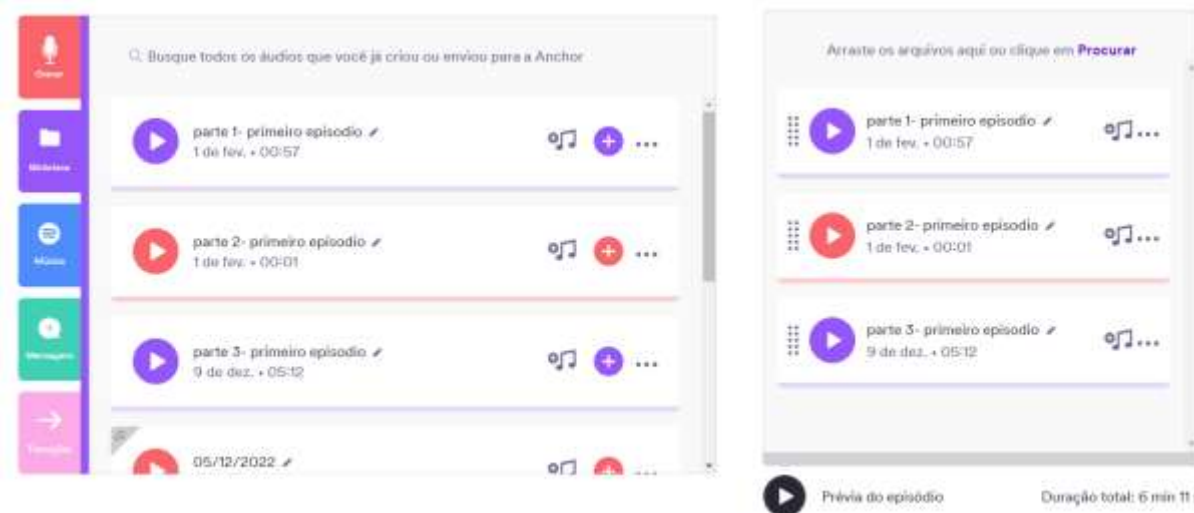 Gravar
Biblioteca
Música
Mensagens
Transição
Busque todos os áudios que você já criou ou enviou para a Anchor
parte 1- primeiro episodio
1 de fev. • 00:57
parte 2- primeiro episodio
1 de fev. • 00:01
parte 3- primeiro episodio
9 de dez. • 05:12
05/12/2022
Arraste os arquivos aqui ou clique em Procurar
parte 1- primeiro episodio
1 de fev. • 00:57
parte 2- primeiro episodio
1 de fev. • 00:01
parte 3- primeiro episodio
9 de dez. • 05:12
Prévia do episódio
Duração total: 6 min 11